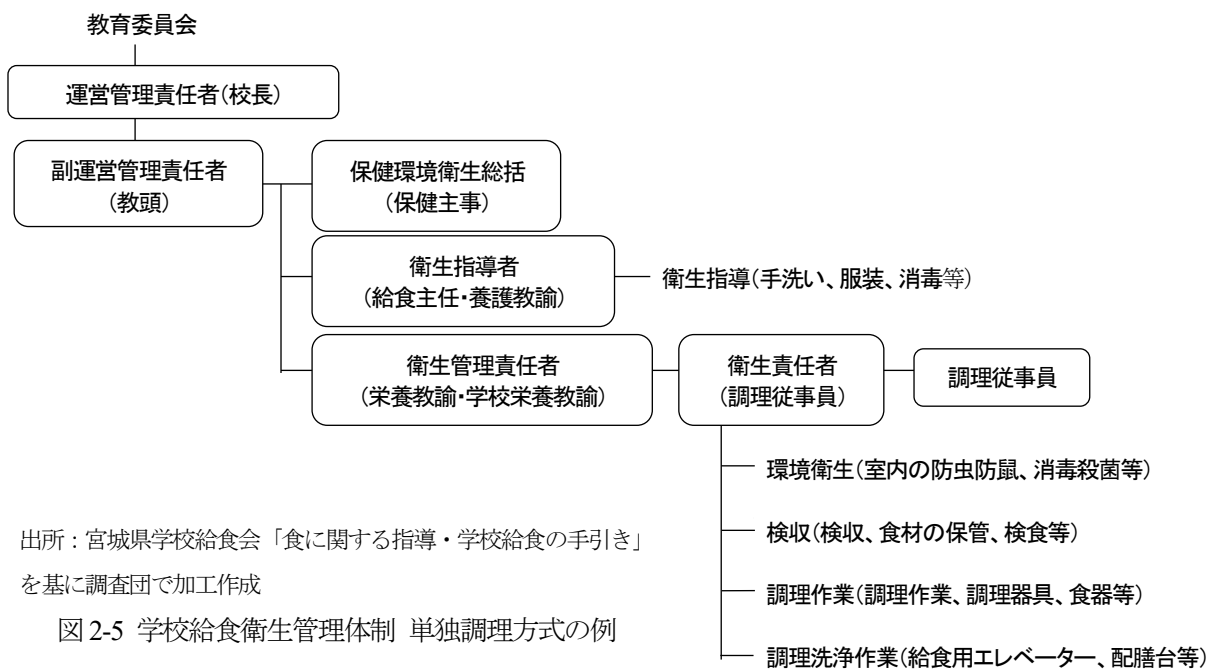 教育委員会
運営管理責任者(校長)
副運営管理責任者
(教頭)
保健環境衛生総括
(保健主事)
衛生指導者
(給食主任・養護教諭)
衛生指導(手洗い、服装、消毒等)
衛生管理責任者
(栄養教諭・学校栄養教諭)
衛生責任者
(調理従事員)
調理従事員
環境衛生(室内の防虫防鼠、消毒殺菌等)
検収(検収、食材の保管、検食等)
調理作業(調理作業、調理器具、食器等)
調理洗浄作業(給食用エレベーター、配膳台等)
出所:宮城県学校給食会「食に関する指導・学校給食の手引き」
を基に調査団で加工作成
図 2-5 学校給食衛生管理体制 単独調理方式の例